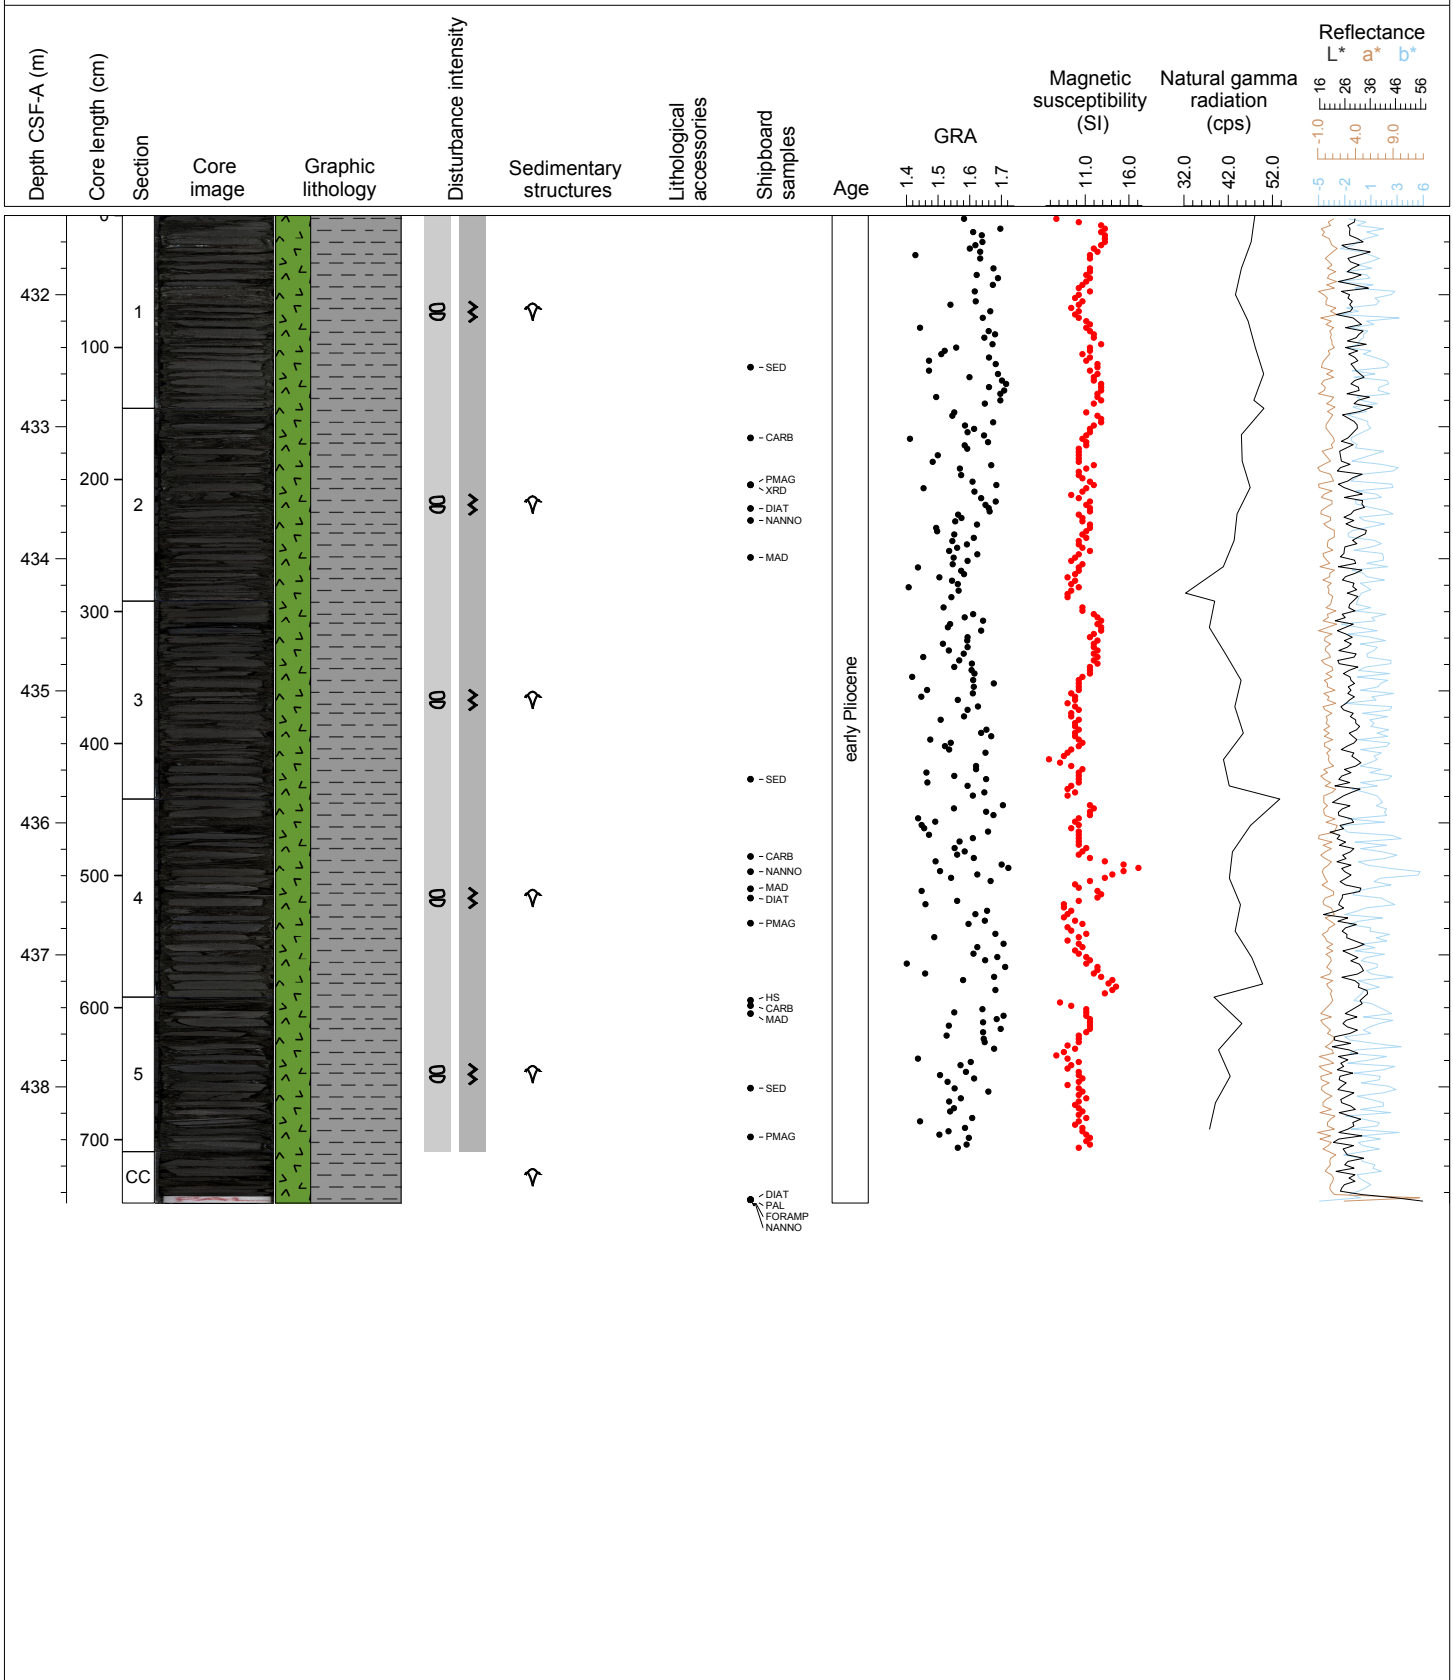 Depth CSF-A (m)
Core length (cm)
Section
Core
image
Graphic
lithology
Disturbance intensity
Sedimentary
structures
Lithological
accessories
Shipboard
samples
Age
GRA
1.4 1.5 1.6 1.7
Magnetic
susceptibility
(SI)
11.0 16.0
Natural gamma
radiation
(cps)
32.0 42.0 52.0
Reflectance
L* a* b*
16 26 36 46 56
-1.0 4.0 9.0
-5 -2 1 3 6
0
432
1
100
SED
433
CARB
200
PMAG
XRD
2
DIAT
NANNO
434
MAD
300
435
3
early Pliocene
400
SED
436
CARB
500
NANNO
MAD
4
DIAT
PMAG
437
HS
600
CARB
MAD
5
438
SED
700
PMAG
CC
DIAT
PAL
FORAMP
NANNO